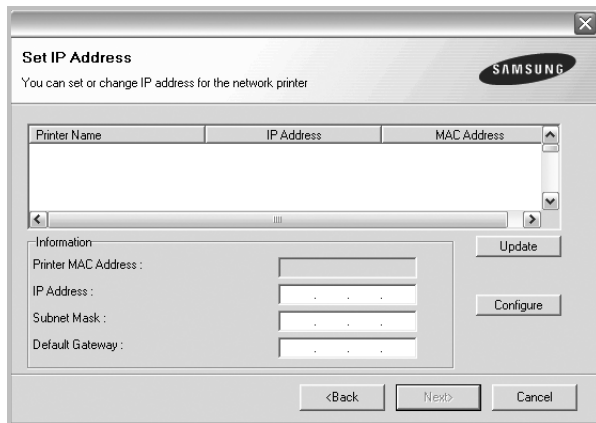 Set IP Address
You can set or change IP address for the network printer
SAMSUNG
Printer Name IP Address MAC Address
Information
Update
Printer MAC Address :
IP Address :
Configure
Subnet Mask :
Default Gateway :
<Back Next> Cancel